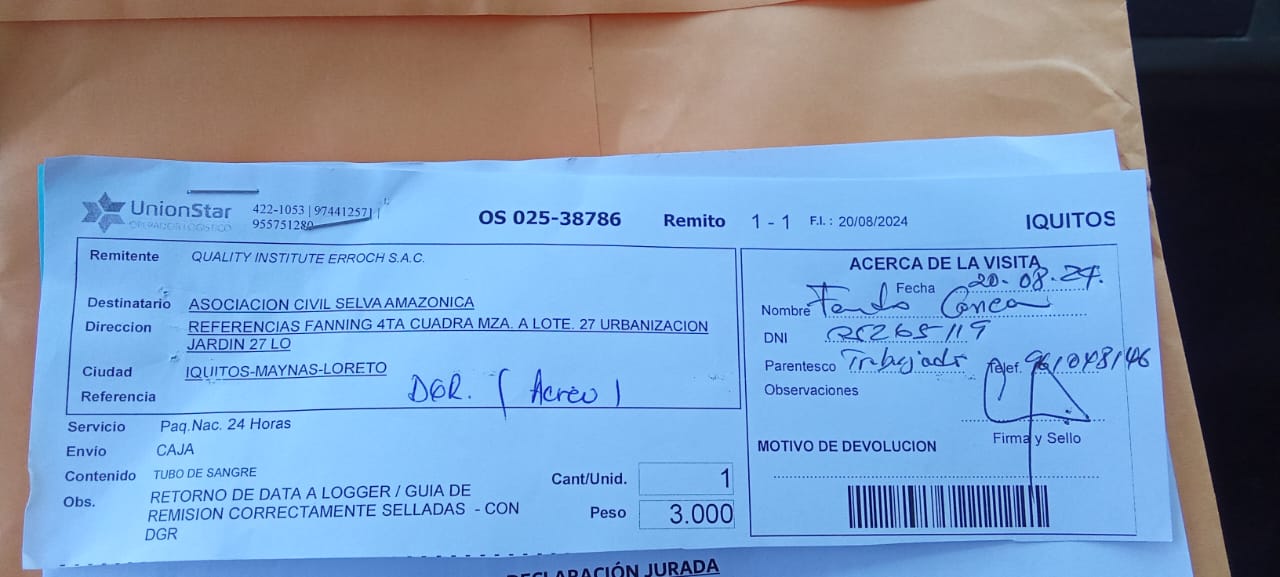 UnionStar
OPERADOR LOGISTICO
422-1053 | 974412571 |
955751280
OS 025-38786 Remito 1 - 1 F.I. : 20/08/2024 IQUITOS
Remitente QUALITY INSTITUTE ERROCH S.A.C.
Destinatario ASOCIACION CIVIL SELVA AMAZONICA
Direccion REFERENCIAS FANNING 4TA CUADRA MZA. A LOTE. 27 URBANIZACION
JARDIN 27 LO
Ciudad IQUITOS-MAYNAS-LORETO
Referencia DGR. ( Aereo )
Servicio Paq.Nac. 24 Horas
Envío CAJA
Contenido TUBO DE SANGRE
Obs. RETORNO DE DATA A LOGGER / GUIA DE
REMISION CORRECTAMENTE SELLADAS - CON
DGR
Cant/Unid. 1
Peso 3.000
ACERCA DE LA VISITA
Fecha 20-08-24.
Nombre
DNI
Parentesco Trabajador Telef. 961048146
Observaciones
Firma y Sello
MOTIVO DE DEVOLUCION
DECLARACIÓN JURADA